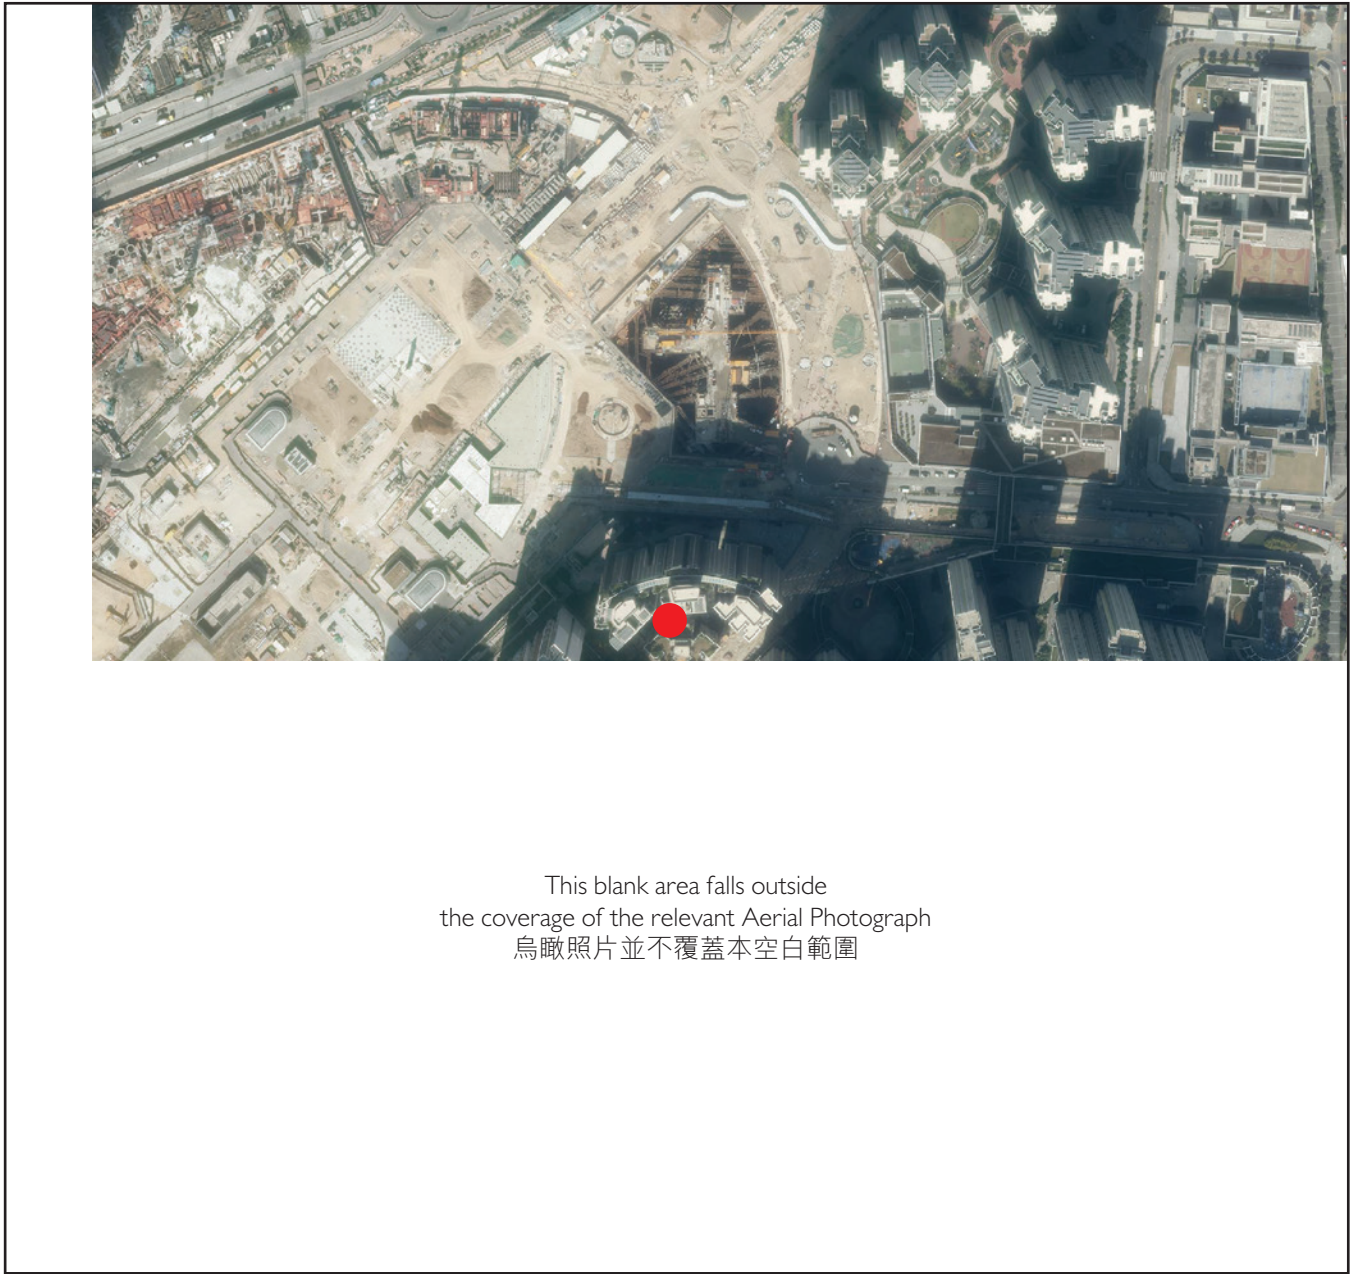 This blank area falls outside
the coverage of the relevant Aerial Photograph
鳥瞰照片並不覆蓋本空白範圍